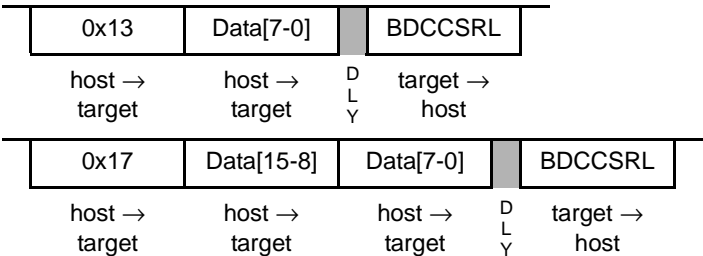 0x13 Data[7-0] BDCCSRL
host → target host → target D L Y target → host
0x17 Data[15-8] Data[7-0] BDCCSRL
host → target host → target host → target D L Y target → host